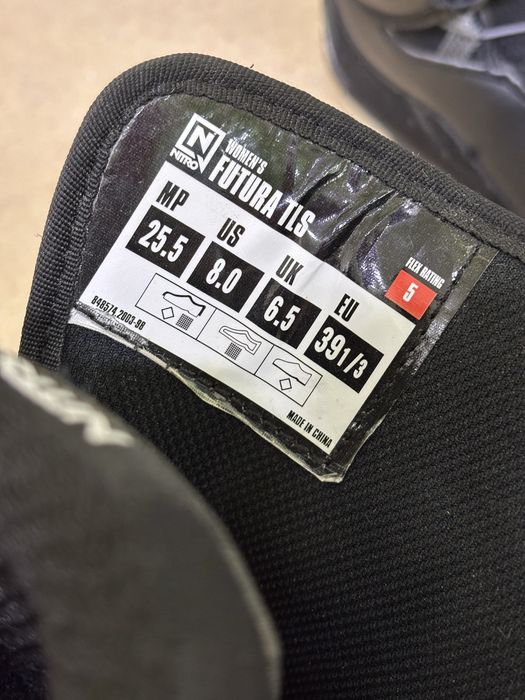 N
NITRO
WOMEN'S
FUTURA TLS
MP US UK EU
25.5 8.0 6.5 39 1/3
FLEX RATING
5
848574.2003-98
MADE IN CHINA